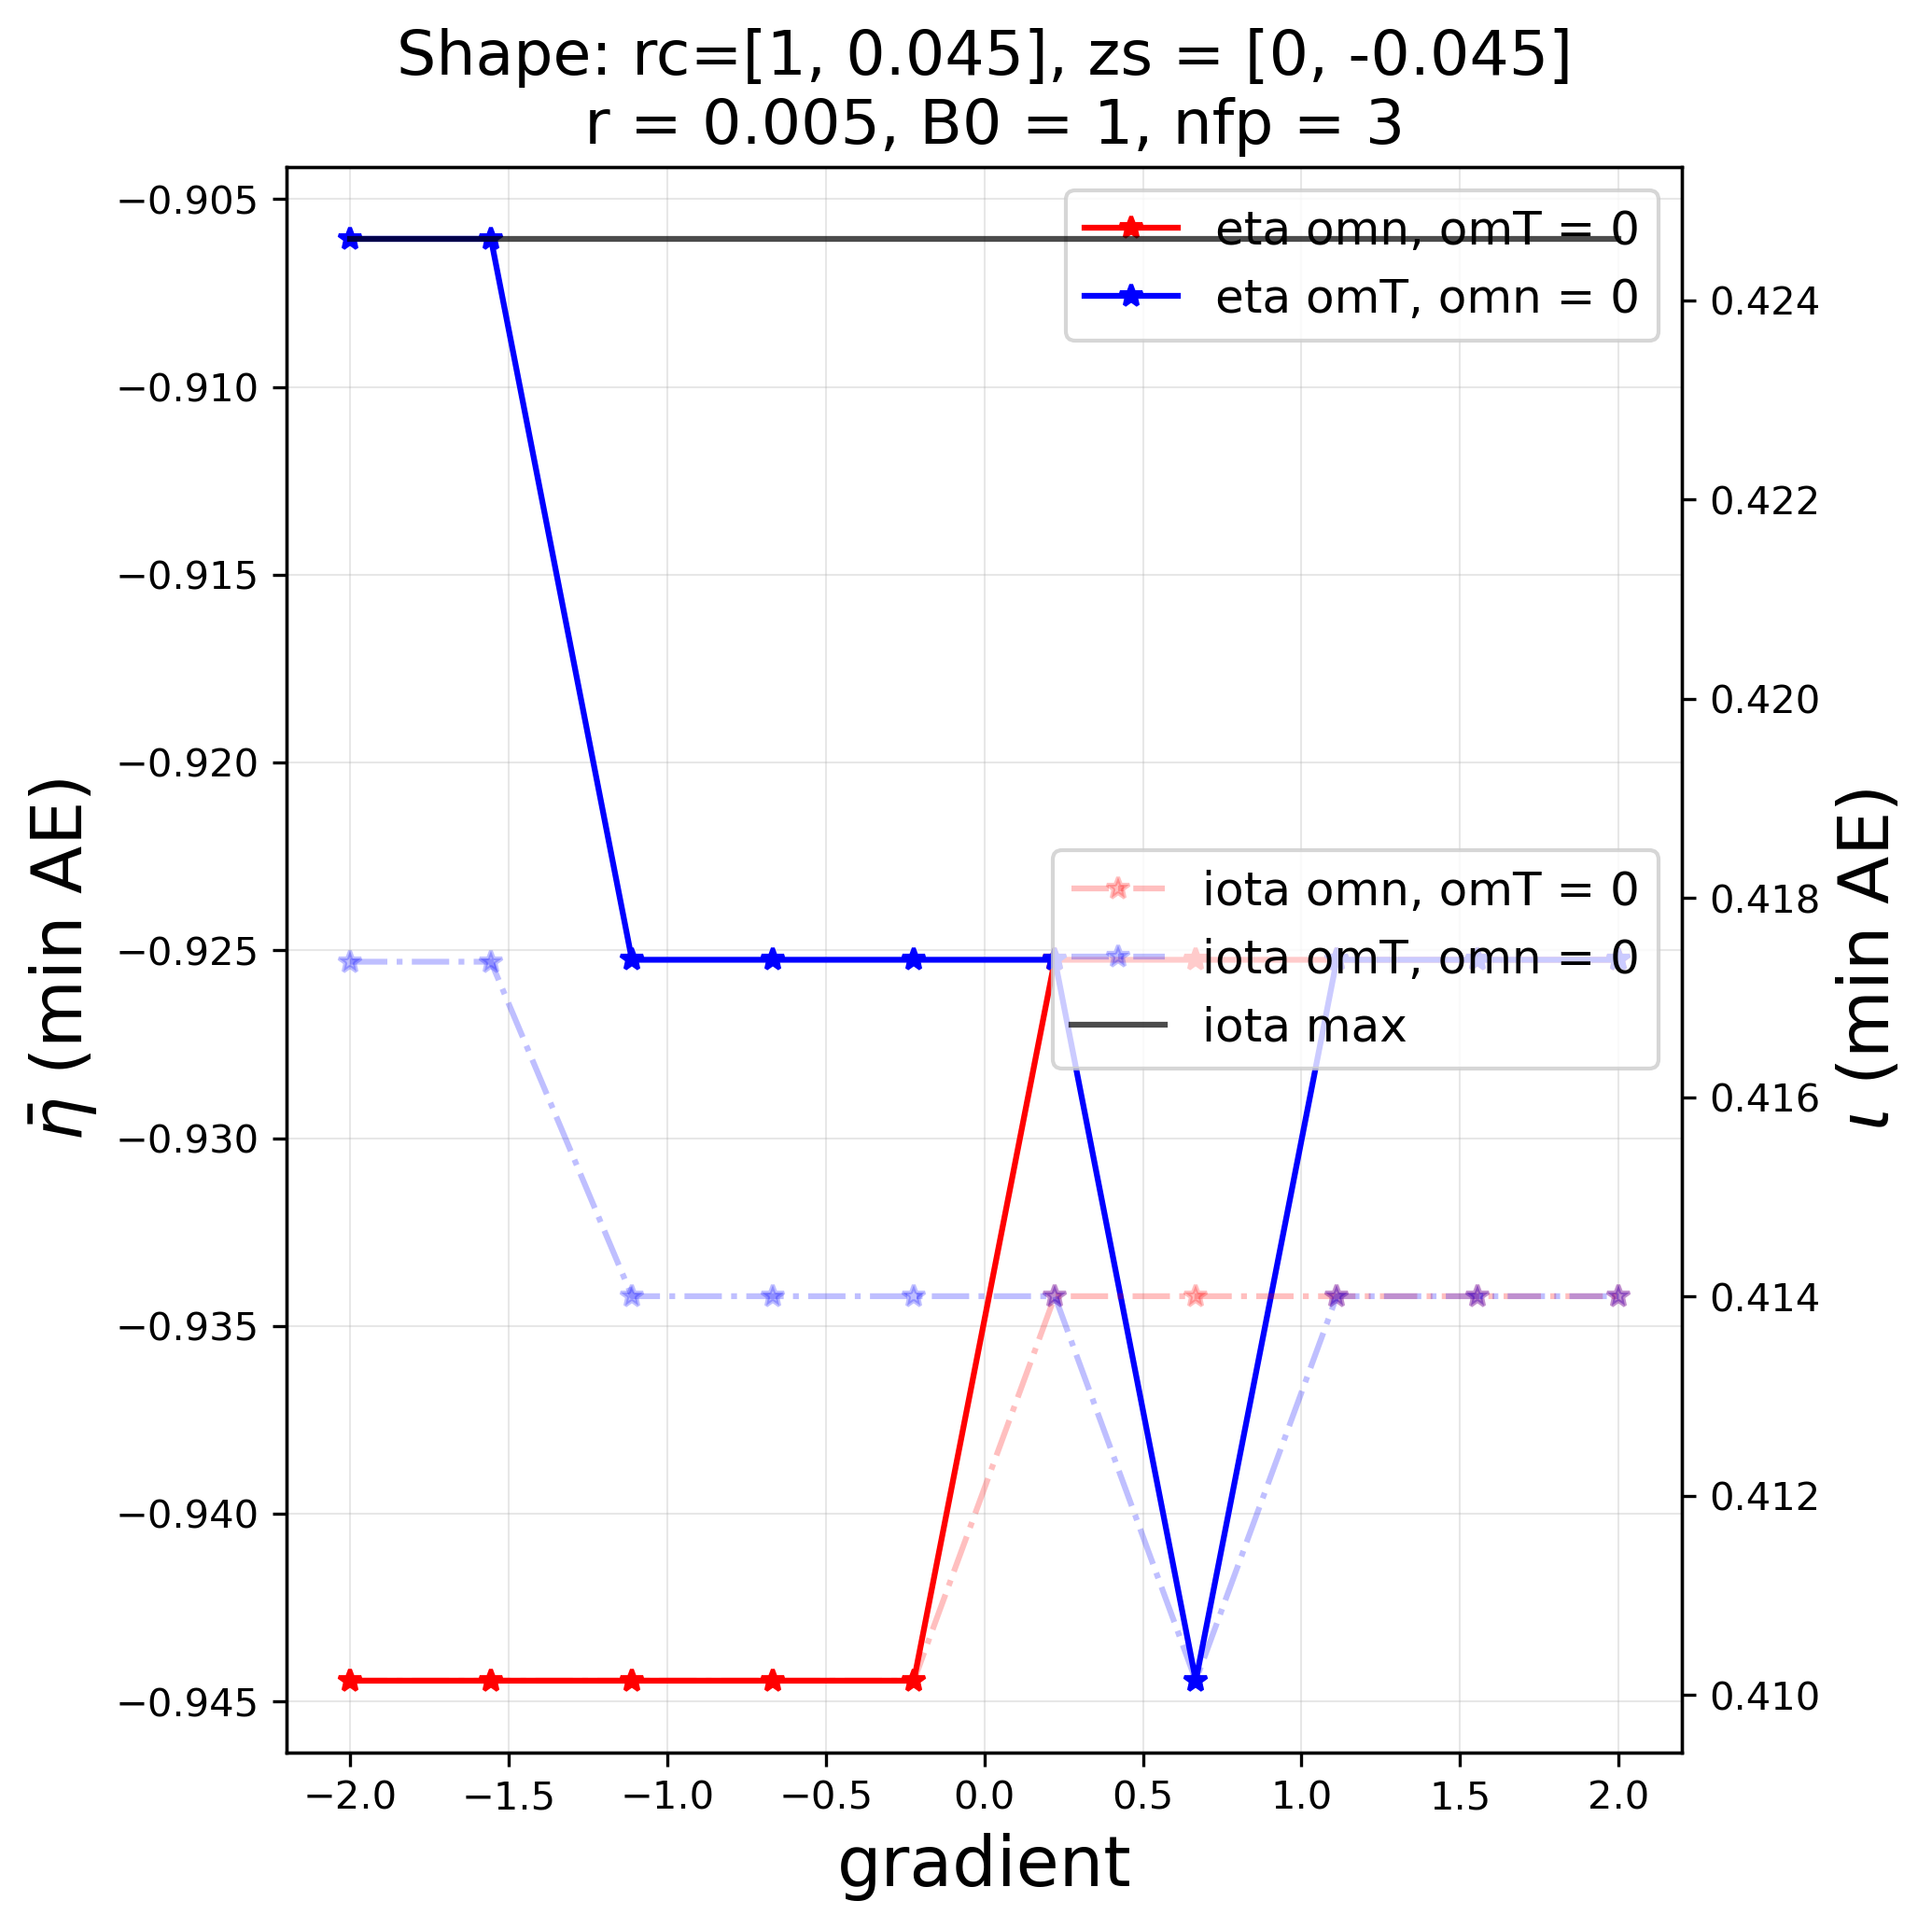 Shape: rc=[1, 0.045], zs = [0, -0.045]
r = 0.005, B0 = 1, nfp = 3
−0.905
−0.910
−0.915
−0.920
−0.925
−0.930
−0.935
−0.940
−0.945
η̄ (min AE)
eta omn, omT = 0
eta omT, omn = 0
iota omn, omT = 0
iota omT, omn = 0
iota max
0.424
0.422
0.420
0.418
0.416
0.414
0.412
0.410
ι (min AE)
−2.0 −1.5 −1.0 −0.5 0.0 0.5 1.0 1.5 2.0
gradient